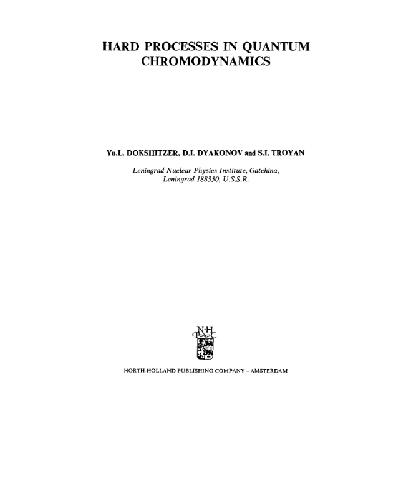 HARD PROCESSES IN QUANTUM
CHROMODYNAMICS
Yu.L. DOKSHITZER, D.I. DYAKONOV and S.I. TROYAN
Leningrad Nuclear Physics Institute, Gatchina,
Leningrad 188350, U.S.S.R.
NORTH-HOLLAND PUBLISHING COMPANY – AMSTERDAM